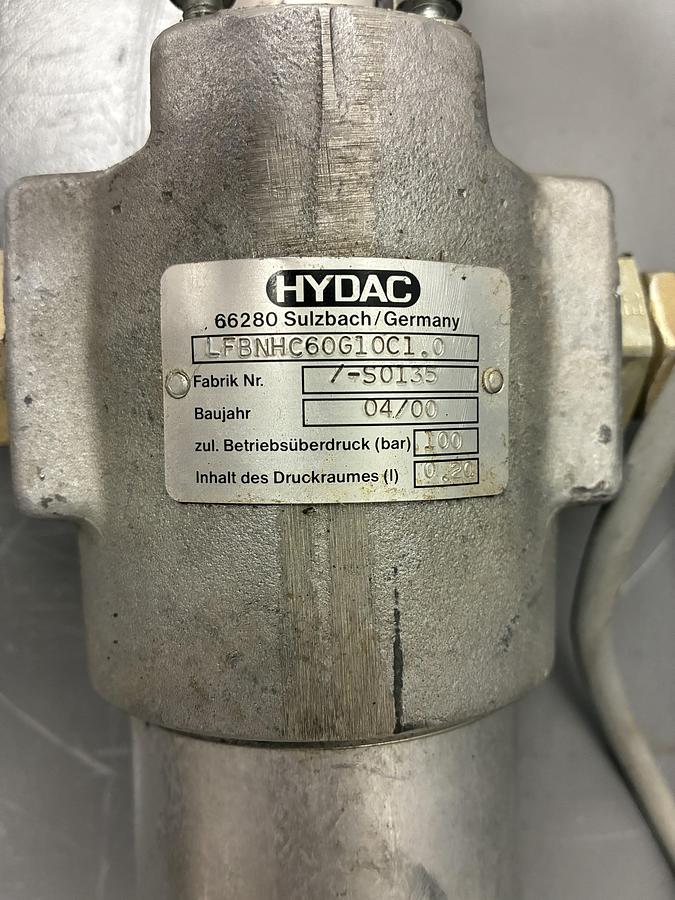 HYDAC
66280 Sulzbach/Germany
LFBNHC60G10C1.0
Fabrik Nr. /-S0135
Baujahr 04/00
zul. Betriebsüberdruck (bar) 100
Inhalt des Druckraumes (l) 0.20